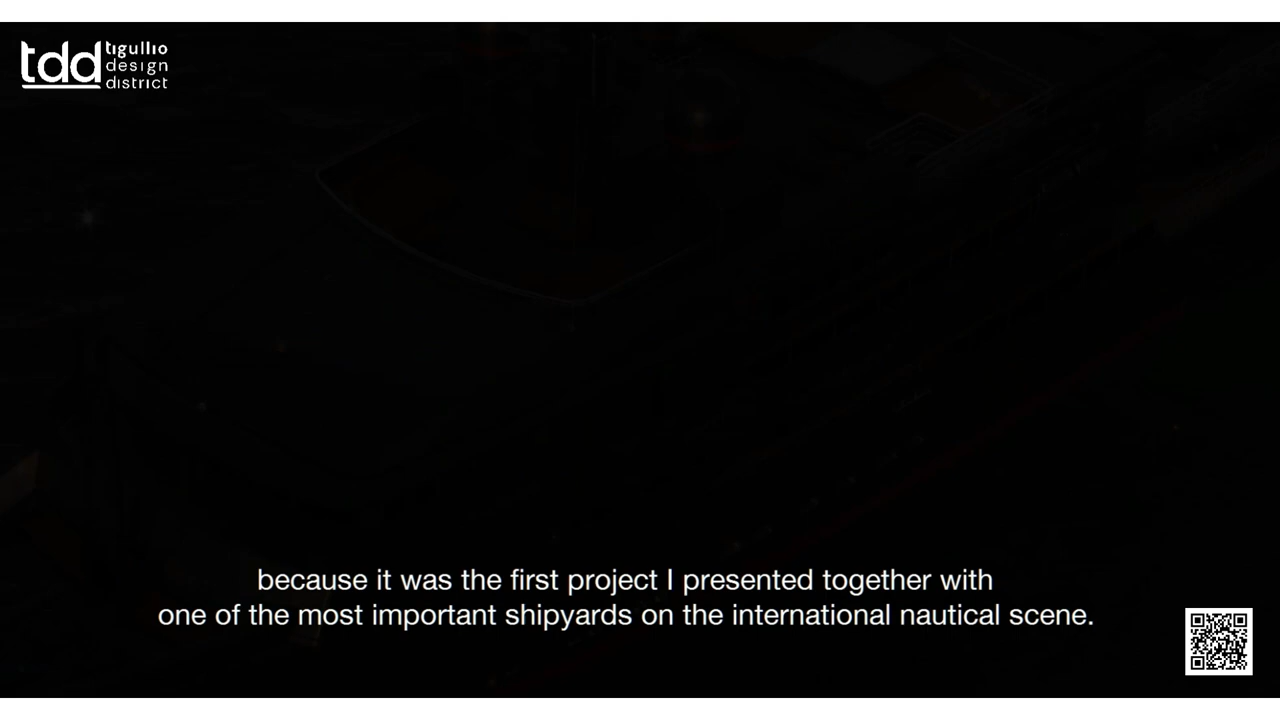 tdd
tigullio
design
district
because it was the first project I presented together with
one of the most important shipyards on the international nautical scene.